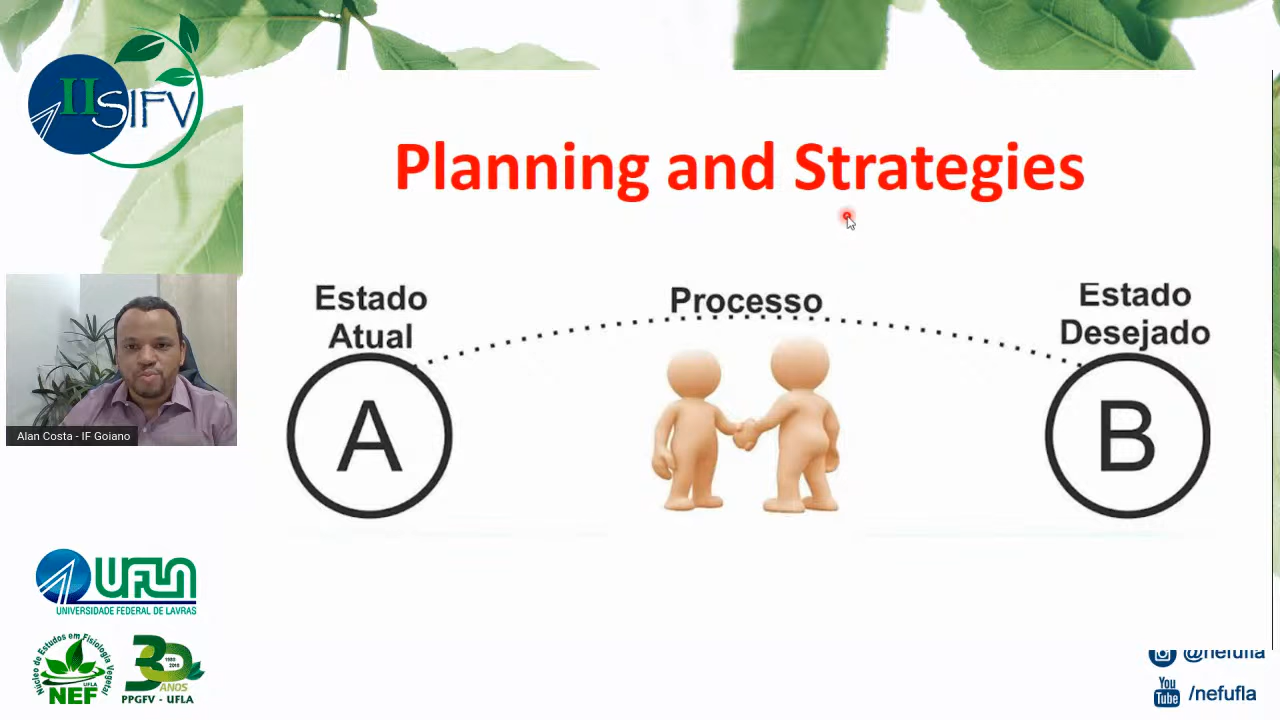 II SIFV
Planning and Strategies
Estado
Atual
Processo
Estado
Desejado
A
B
Alan Costa - IF Goiano
UFLA
UNIVERSIDADE FEDERAL DE LAVRAS
Núcleo de Estudos em Fisiologia Vegetal
UFLA
NEF
30
1988
2018
ANOS
PPGFV - UFLA
@nefufla
You
Tube /nefufla